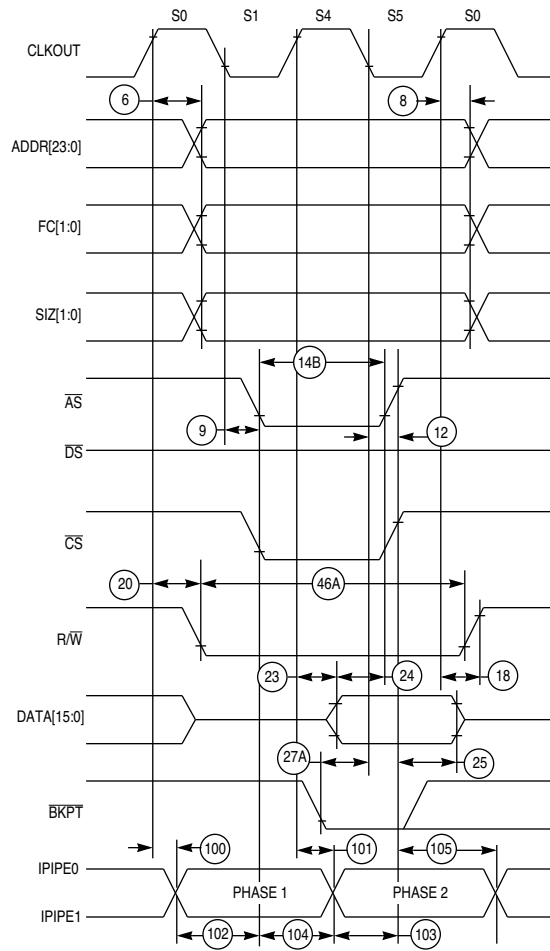 S0 S1 S4 S5 S0
CLKOUT
6 8
ADDR[23:0]
FC[1:0]
SIZ[1:0]
14B
AS
9 12
DS
CS
20 46A
R/W
23 24 18
DATA[15:0]
27A 25
BKPT
100 101 105
IPIPE0
PHASE 1 PHASE 2
IPIPE1
102 104 103